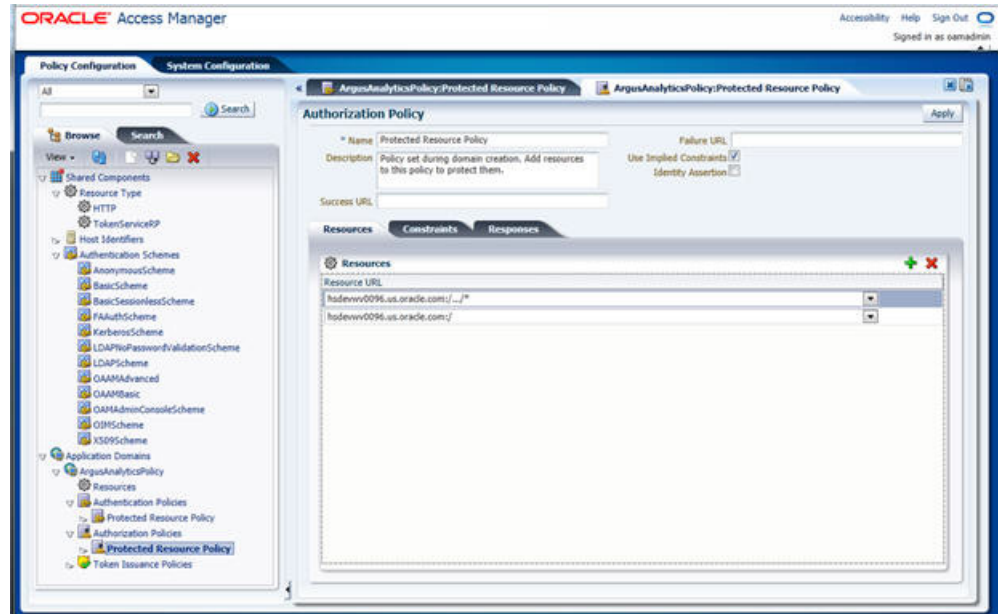 ORACLE® Access Manager
Accessibility Help Sign Out
Signed in as oamadmin
Policy Configuration System Configuration
All
Search
Browse Search
View
Shared Components
Resource Type
HTTP
TokenServiceRP
Host Identifiers
Authentication Schemes
AnonymousScheme
BasicScheme
BasicSessionlessScheme
FAAuthScheme
KerberosScheme
LDAPNoPasswordValidationScheme
LDAPScheme
OAAMAdvanced
OAAMBasic
OAMAdminConsoleScheme
OIMScheme
X509Scheme
Application Domains
ArgusAnalyticsPolicy
Resources
Authentication Policies
Protected Resource Policy
Authorization Policies
Protected Resource Policy
Token Issuance Policies
ArgusAnalyticsPolicy:Protected Resource Policy ArgusAnalyticsPolicy:Protected Resource Policy
Authorization Policy Apply
* Name Protected Resource Policy
Description Policy set during domain creation. Add resources
to this policy to protect them.
Success URL
Failure URL
Use Implied Constraints
Identity Assertion
Resources Constraints Responses
Resources
Resource URL
hsdevwv0096.us.oracle.com:/.../*
hsdevwv0096.us.oracle.com:/